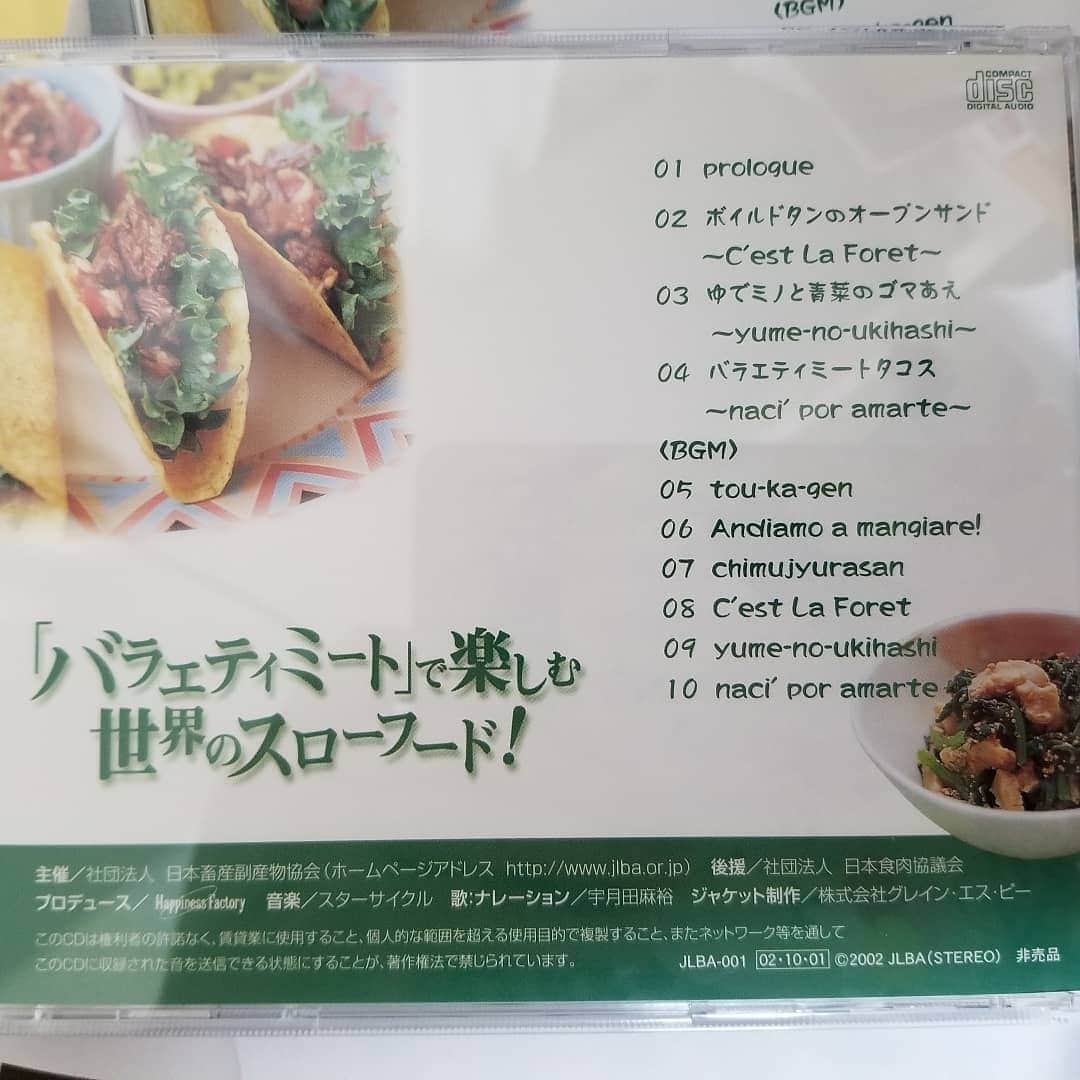 (BGM)
COMPACT
disc
DIGITAL AUDIO
01 prologue
02 ボイルドタンのオープンサンド
～C'est La Foret～
03 ゆでミノと青菜のゴマあえ
～yume-no-ukihashi～
04 バラエティミートタコス
～naci' por amarte～
(BGM)
05 tou-ka-gen
06 Andiamo a mangiare!
07 chimujyurasan
08 C'est La Foret
09 yume-no-ukihashi
10 naci' por amarte
「バラエティミート」で楽しむ
世界のスローフード!
主催／社団法人 日本畜産副産物協会（ホームページアドレス http://www.jlba.or.jp） 後援／社団法人 日本食肉協議会
プロデュース／ Happiness Factory 音楽／スターサイクル 歌:ナレーション／宇月田麻裕 ジャケット制作／株式会社グレイン・エス・ピー
このCDは権利者の許諾なく、賃貸業に使用すること、個人的な範囲を超える使用目的で複製すること、またネットワーク等を通して
このCDに収録された音を送信できる状態にすることが、著作権法で禁じられています。
JLBA-001 02・10・01 ©2002 JLBA(STEREO) 非売品